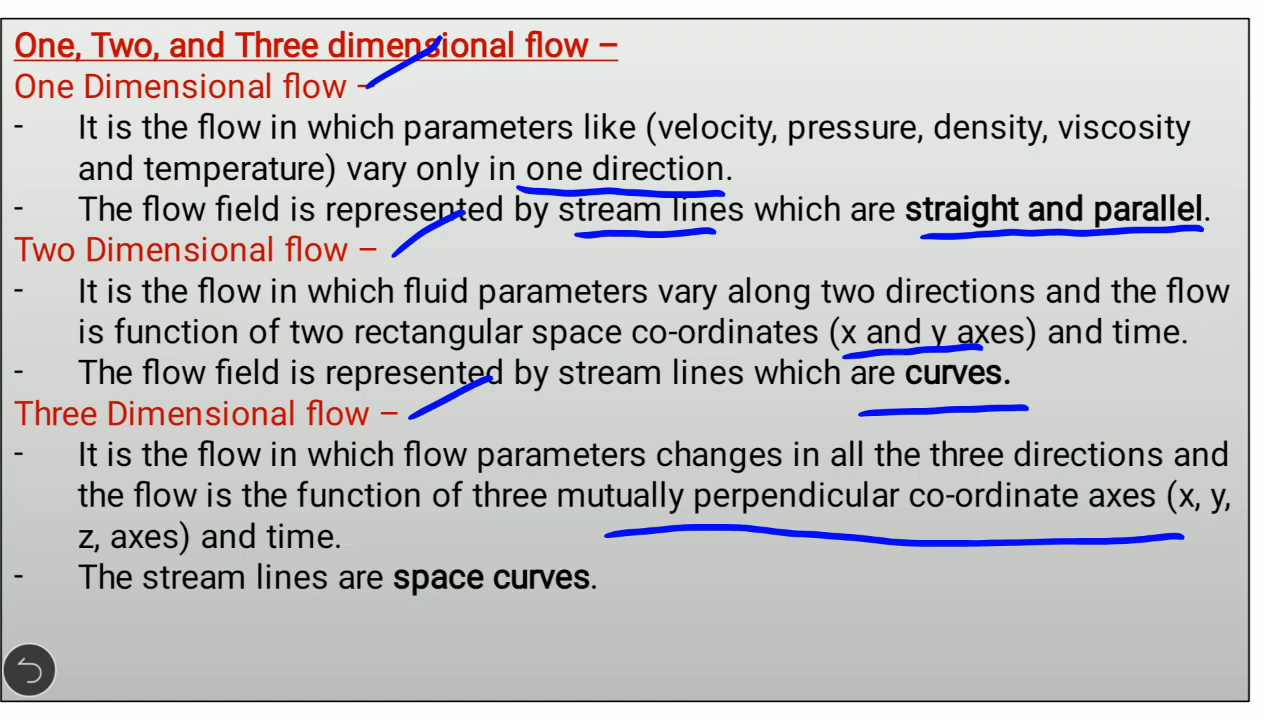 One, Two, and Three dimensional flow –
One Dimensional flow -
- It is the flow in which parameters like (velocity, pressure, density, viscosity
and temperature) vary only in one direction.
- The flow field is represented by stream lines which are straight and parallel.
Two Dimensional flow –
- It is the flow in which fluid parameters vary along two directions and the flow
is function of two rectangular space co-ordinates (x and y axes) and time.
- The flow field is represented by stream lines which are curves.
Three Dimensional flow –
- It is the flow in which flow parameters changes in all the three directions and
the flow is the function of three mutually perpendicular co-ordinate axes (x, y,
z, axes) and time.
- The stream lines are space curves.